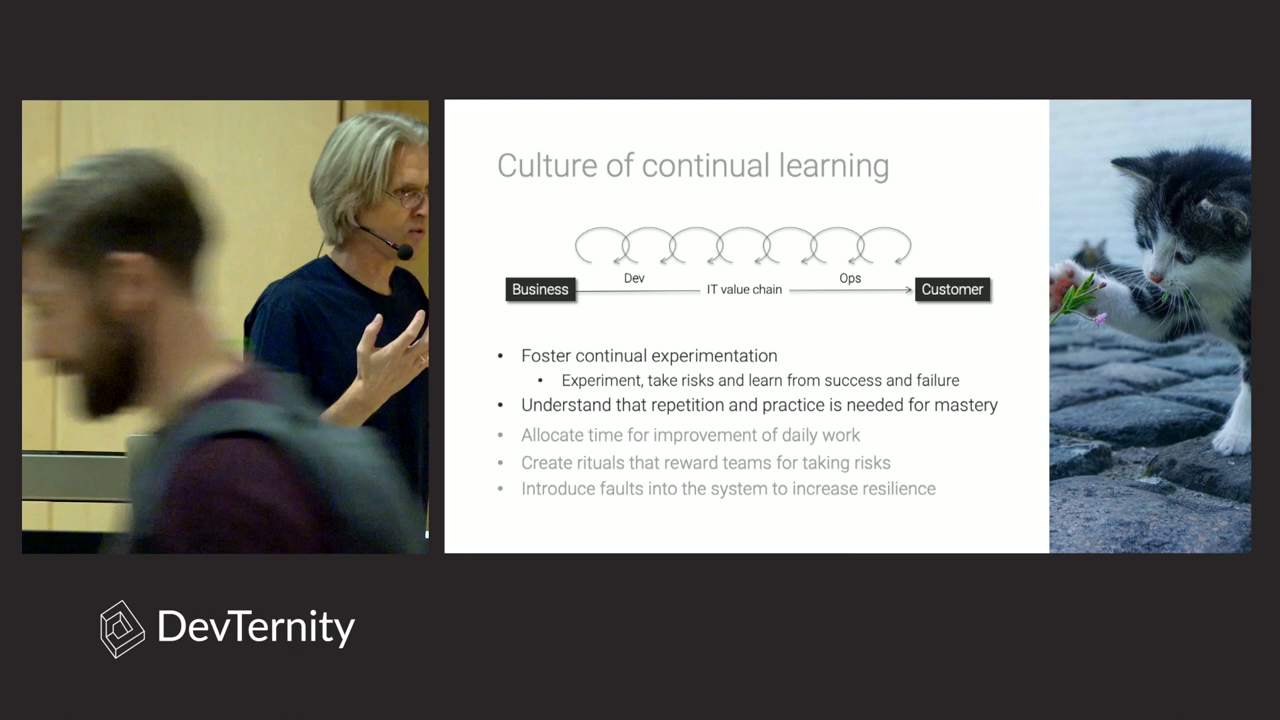 Culture of continual learning
Dev
Ops
Business
IT value chain
Customer
• Foster continual experimentation
• Experiment, take risks and learn from success and failure
• Understand that repetition and practice is needed for mastery
• Allocate time for improvement of daily work
• Create rituals that reward teams for taking risks
• Introduce faults into the system to increase resilience
DevTernity